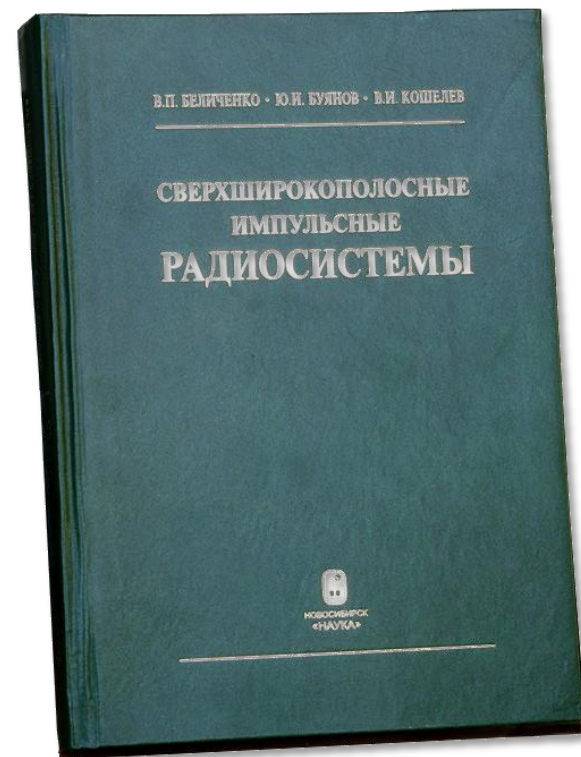 В.П. БЕЛИЧЕНКО • Ю.И. БУЯНОВ • В.И. КОШЕЛЕВ
СВЕРХШИРОКОПОЛОСНЫЕ
ИМПУЛЬСНЫЕ
РАДИОСИСТЕМЫ
НОВОСИБИРСК
«НАУКА»